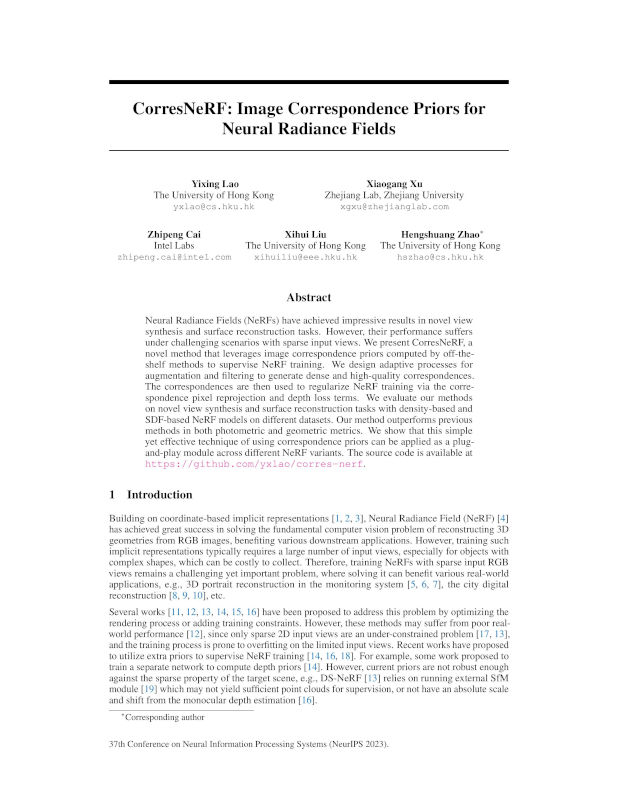 CorresNeRF: Image Correspondence Priors for
Neural Radiance Fields
Yixing Lao
The University of Hong Kong
yxlao@cs.hku.hk
Xiaogang Xu
Zhejiang Lab, Zhejiang University
xgxu@zhejianglab.com
Zhipeng Cai
Intel Labs
zhipeng.cai@intel.com
Xihui Liu
The University of Hong Kong
xihuiliu@eee.hku.hk
Hengshuang Zhao*
The University of Hong Kong
hszhao@cs.hku.hk
Abstract
Neural Radiance Fields (NeRFs) have achieved impressive results in novel view
synthesis and surface reconstruction tasks. However, their performance suffers
under challenging scenarios with sparse input views. We present CorresNeRF, a
novel method that leverages image correspondence priors computed by off-the-
shelf methods to supervise NeRF training. We design adaptive processes for
augmentation and filtering to generate dense and high-quality correspondences.
The correspondences are then used to regularize NeRF training via the corre-
spondence pixel reprojection and depth loss terms. We evaluate our methods
on novel view synthesis and surface reconstruction tasks with density-based and
SDF-based NeRF models on different datasets. Our method outperforms previous
methods in both photometric and geometric metrics. We show that this simple
yet effective technique of using correspondence priors can be applied as a plug-
and-play module across different NeRF variants. The source code is available at
https://github.com/yxlao/corres-nerf.
1 Introduction
Building on coordinate-based implicit representations [1, 2, 3], Neural Radiance Field (NeRF) [4]
has achieved great success in solving the fundamental computer vision problem of reconstructing 3D
geometries from RGB images, benefiting various downstream applications. However, training such
implicit representations typically requires a large number of input views, especially for objects with
complex shapes, which can be costly to collect. Therefore, training NeRFs with sparse input RGB
views remains a challenging yet important problem, where solving it can benefit various real-world
applications, e.g., 3D portrait reconstruction in the monitoring system [5, 6, 7], the city digital
reconstruction [8, 9, 10], etc.
Several works [11, 12, 13, 14, 15, 16] have been proposed to address this problem by optimizing the
rendering process or adding training constraints. However, these methods may suffer from poor real-
world performance [12], since only sparse 2D input views are an under-constrained problem [17, 13],
and the training process is prone to overfitting on the limited input views. Recent works have proposed
to utilize extra priors to supervise NeRF training [14, 16, 18]. For example, some work proposed to
train a separate network to compute depth priors [14]. However, current priors are not robust enough
against the sparse property of the target scene, e.g., DS-NeRF [13] relies on running external SfM
module [19] which may not yield sufficient point clouds for supervision, or not have an absolute scale
and shift from the monocular depth estimation [16].
*Corresponding author
37th Conference on Neural Information Processing Systems (NeurIPS 2023).